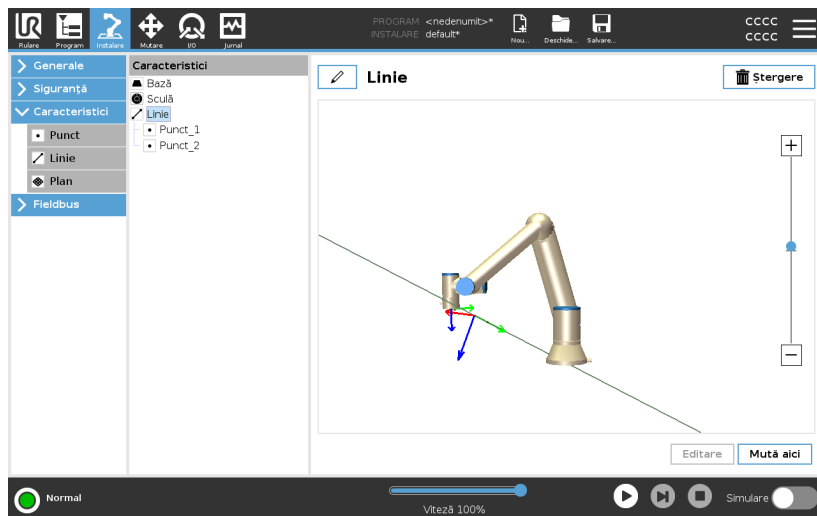 PROGRAM <nedenumit>*
INSTALARE default*
Rulare Program Instalare Mutare I/O Jurnal
Nou... Deschide... Salvare...
cccc
cccc
Generale
Siguranță
Caracteristici
Punct
Linie
Plan
Fieldbus
Caracteristici
Bază
Sculă
Linie
Punct_1
Punct_2
Linie
Ștergere
Editare
Mută aici
Normal
Viteză 100%
Simulare